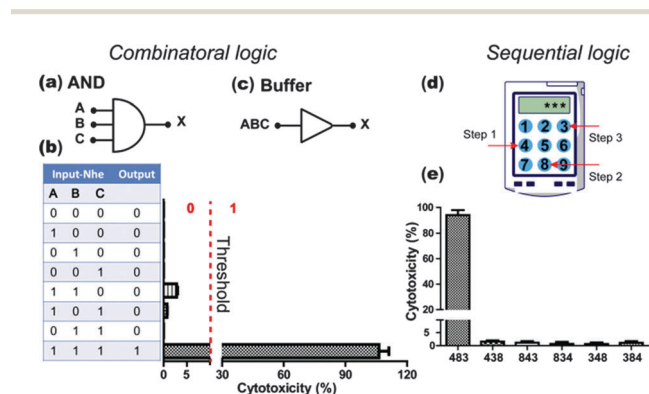 Combinatoral logic
Sequential logic
(a) AND
A
B
C
X
(c) Buffer
ABC
X
(b)
Input-Nhe Output
A B C
0 0 0 0
1 0 0 0
0 1 0 0
0 0 1 0
1 1 0 0
1 0 1 0
0 1 1 0
1 1 1 1
0 1
Threshold
0 5 30 60 90 120
Cytotoxicity (%)
(d)
***
1 2 3
4 5 6
7 8 9
Step 1
Step 3
Step 2
(e)
Cytotoxicity (%)
100
80
60
40
20
5
0
483 438 843 834 348 384